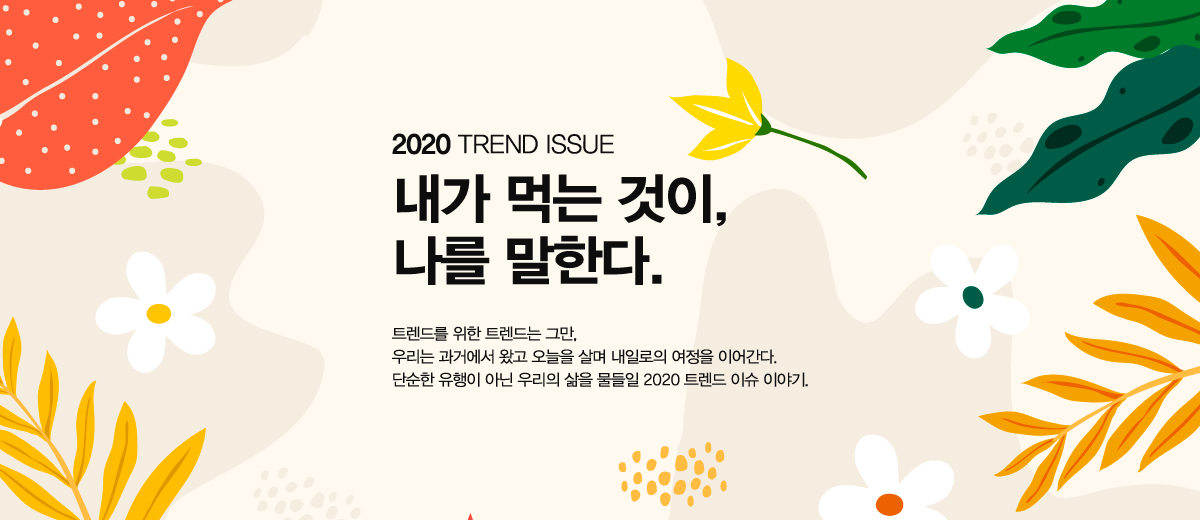 2020 TREND ISSUE
내가 먹는 것이,
나를 말한다.
트렌드를 위한 트렌드는 그만,
우리는 과거에서 왔고 오늘을 살며 내일로의 여정을 이어간다.
단순한 유행이 아닌 우리의 삶을 물들일 2020 트렌드 이슈 이야기.